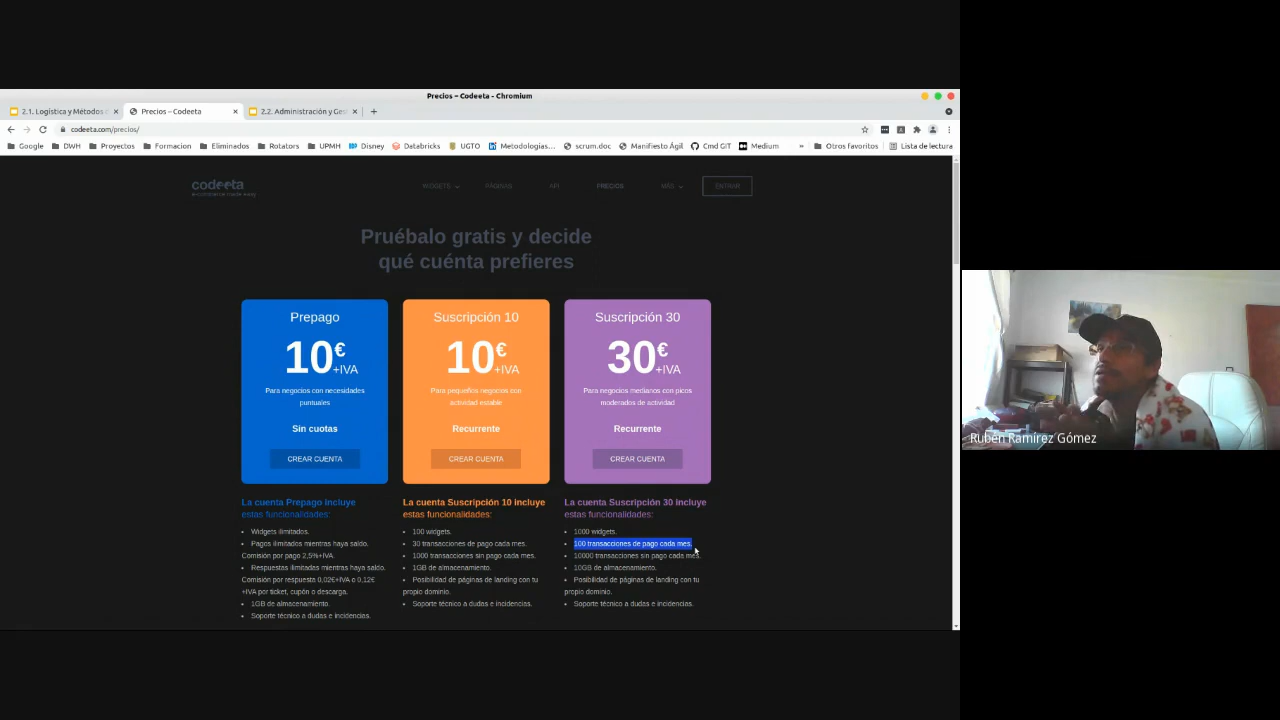 Precios – Codeeta - Chromium
2.1. Logística y Métodos
Precios – Codeeta
2.2. Administración y Ges
codeeta.com/precios/
Google
DWH
Proyectos
Formacion
Eliminados
Rotators
UPMH
Disney
Databricks
UGTO
Metodologías...
scrum.doc
Manifiesto Ágil
Cmd GIT
Medium
»
Otros favoritos
Lista de lectura
codeeta
e-commerce made easy
WIDGETS
PÁGINAS
API
PRECIOS
MÁS
ENTRAR
Pruébalo gratis y decide
qué cuénta prefieres
Prepago
10€
+IVA
Para negocios con necesidades
puntuales
Sin cuotas
CREAR CUENTA
Suscripción 10
10€
+IVA
Para pequeños negocios con
actividad estable
Recurrente
CREAR CUENTA
Suscripción 30
30€
+IVA
Para negocios medianos con picos
moderados de actividad
Recurrente
CREAR CUENTA
La cuenta Prepago incluye
estas funcionalidades:
• Widgets ilimitados.
• Pagos ilimitados mientras haya saldo.
Comisión por pago 2,5%+IVA.
• Respuestas ilimitadas mientras haya saldo.
Comisión por respuesta 0,02€+IVA o 0,12€
+IVA por ticket, cupón o descarga.
• 1GB de almacenamiento.
• Soporte técnico a dudas e incidencias.
La cuenta Suscripción 10 incluye
estas funcionalidades:
• 100 widgets.
• 30 transacciones de pago cada mes.
• 1000 transacciones sin pago cada mes.
• 1GB de almacenamiento.
• Posibilidad de páginas de landing con tu
propio dominio.
• Soporte técnico a dudas e incidencias.
La cuenta Suscripción 30 incluye
estas funcionalidades:
• 1000 widgets.
• 100 transacciones de pago cada mes.
• 10000 transacciones sin pago cada mes.
• 10GB de almacenamiento.
• Posibilidad de páginas de landing con tu
propio dominio.
• Soporte técnico a dudas e incidencias.
Rubén Ramírez Gómez